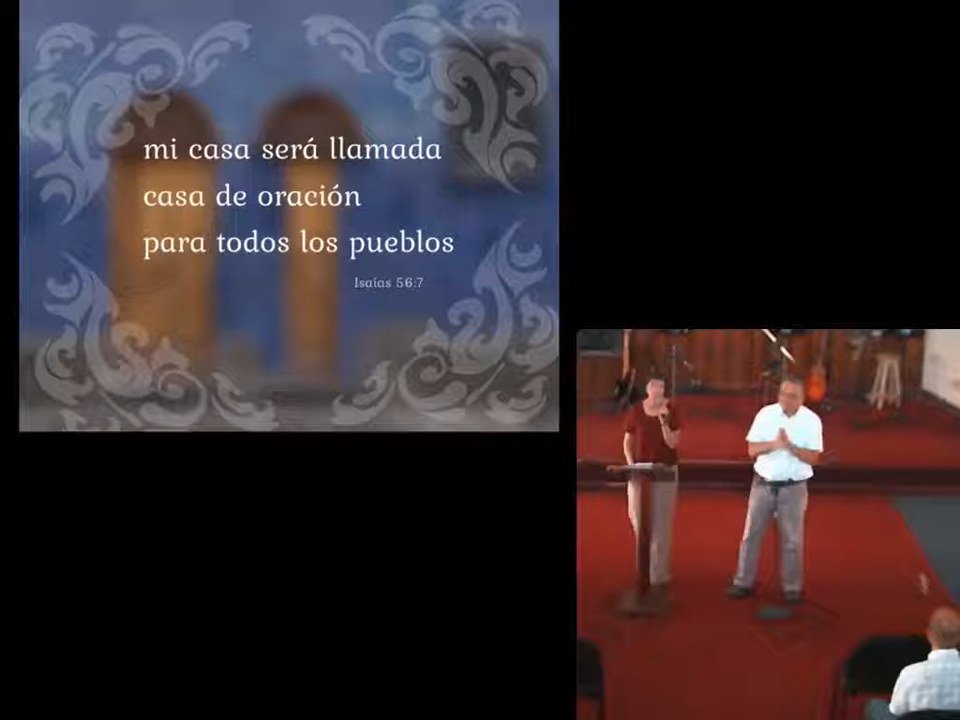 mi casa será llamada
casa de oración
para todos los pueblos
Isaías 56:7